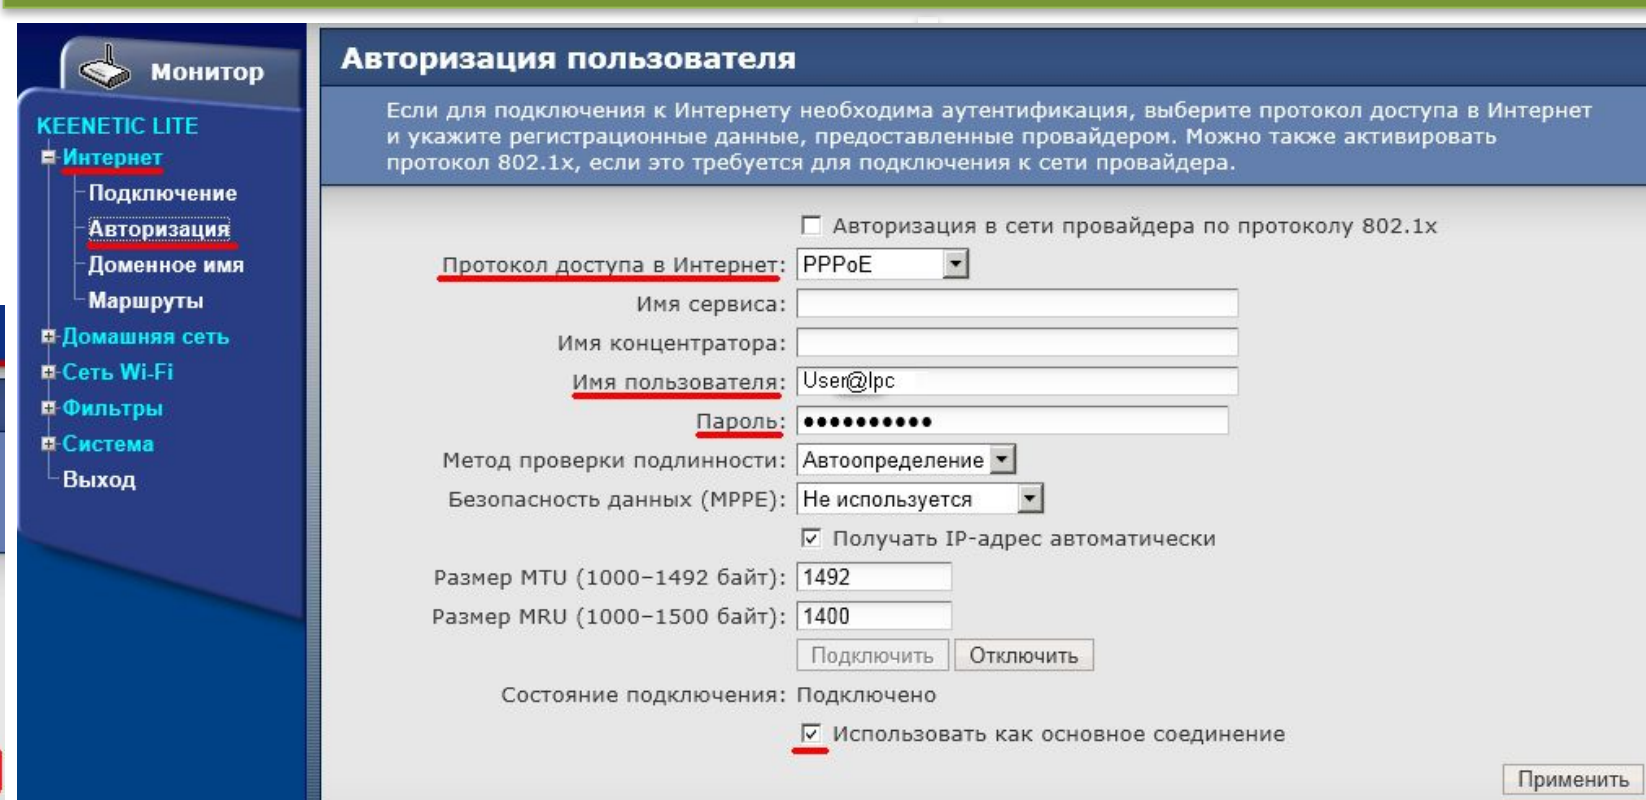 Монитор
KEENETIC LITE
Интернет
Подключение
Авторизация
Доменное имя
Маршруты
Домашняя сеть
Сеть Wi-Fi
Фильтры
Система
Выход
Авторизация пользователя
Если для подключения к Интернету необходима аутентификация, выберите протокол доступа в Интернет
и укажите регистрационные данные, предоставленные провайдером. Можно также активировать
протокол 802.1x, если это требуется для подключения к сети провайдера.
Авторизация в сети провайдера по протоколу 802.1x
Протокол доступа в Интернет: PPPoE
Имя сервиса:
Имя концентратора:
Имя пользователя: User@lpc
Пароль: ●●●●●●●●●●
Метод проверки подлинности: Автоопределение
Безопасность данных (MPPE): Не используется
Получать IP-адрес автоматически
Размер MTU (1000–1492 байт): 1492
Размер MRU (1000–1500 байт): 1400
Подключить Отключить
Состояние подключения: Подключено
Использовать как основное соединение
Применить